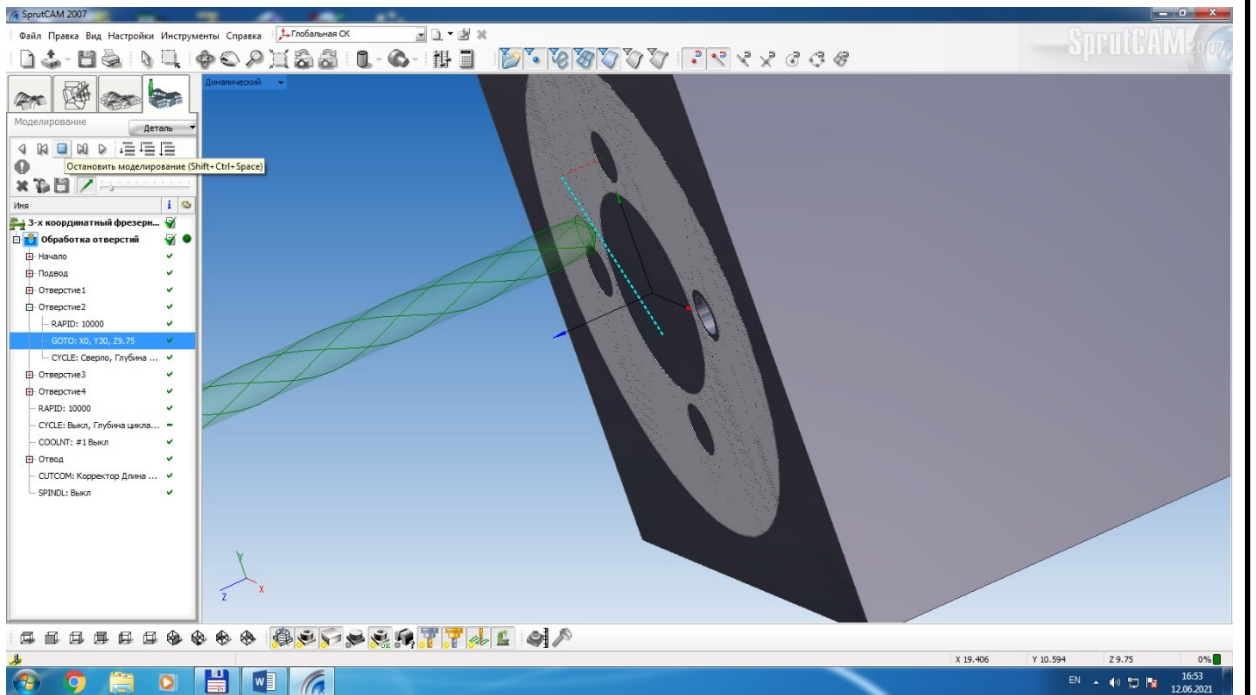 SprutCAM 2007
Файл Правка Вид Настройки Инструменты Справка Глобальная СК
SprutCAM 2007
Динамический
Моделирование
Деталь
Остановить моделирование (Shift+Ctrl+Space)
Имя
3-х координатный фрезерн...
Обработка отверстий
Начало
Подвод
Отверстие1
Отверстие2
RAPID: 10000
GOTO: X0, Y30, Z9.75
CYCLE: Сверло, Глубина ...
Отверстие3
Отверстие4
RAPID: 10000
CYCLE: Выкл, Глубина цикла...
COOLNT: #1 Выкл
Отвод
CUTCOM: Корректор Длина ...
SPINDL: Выкл
Y
X
Z
X 19.406 Y 10.594 Z 9.75 0%
EN 16:53
12.06.2021